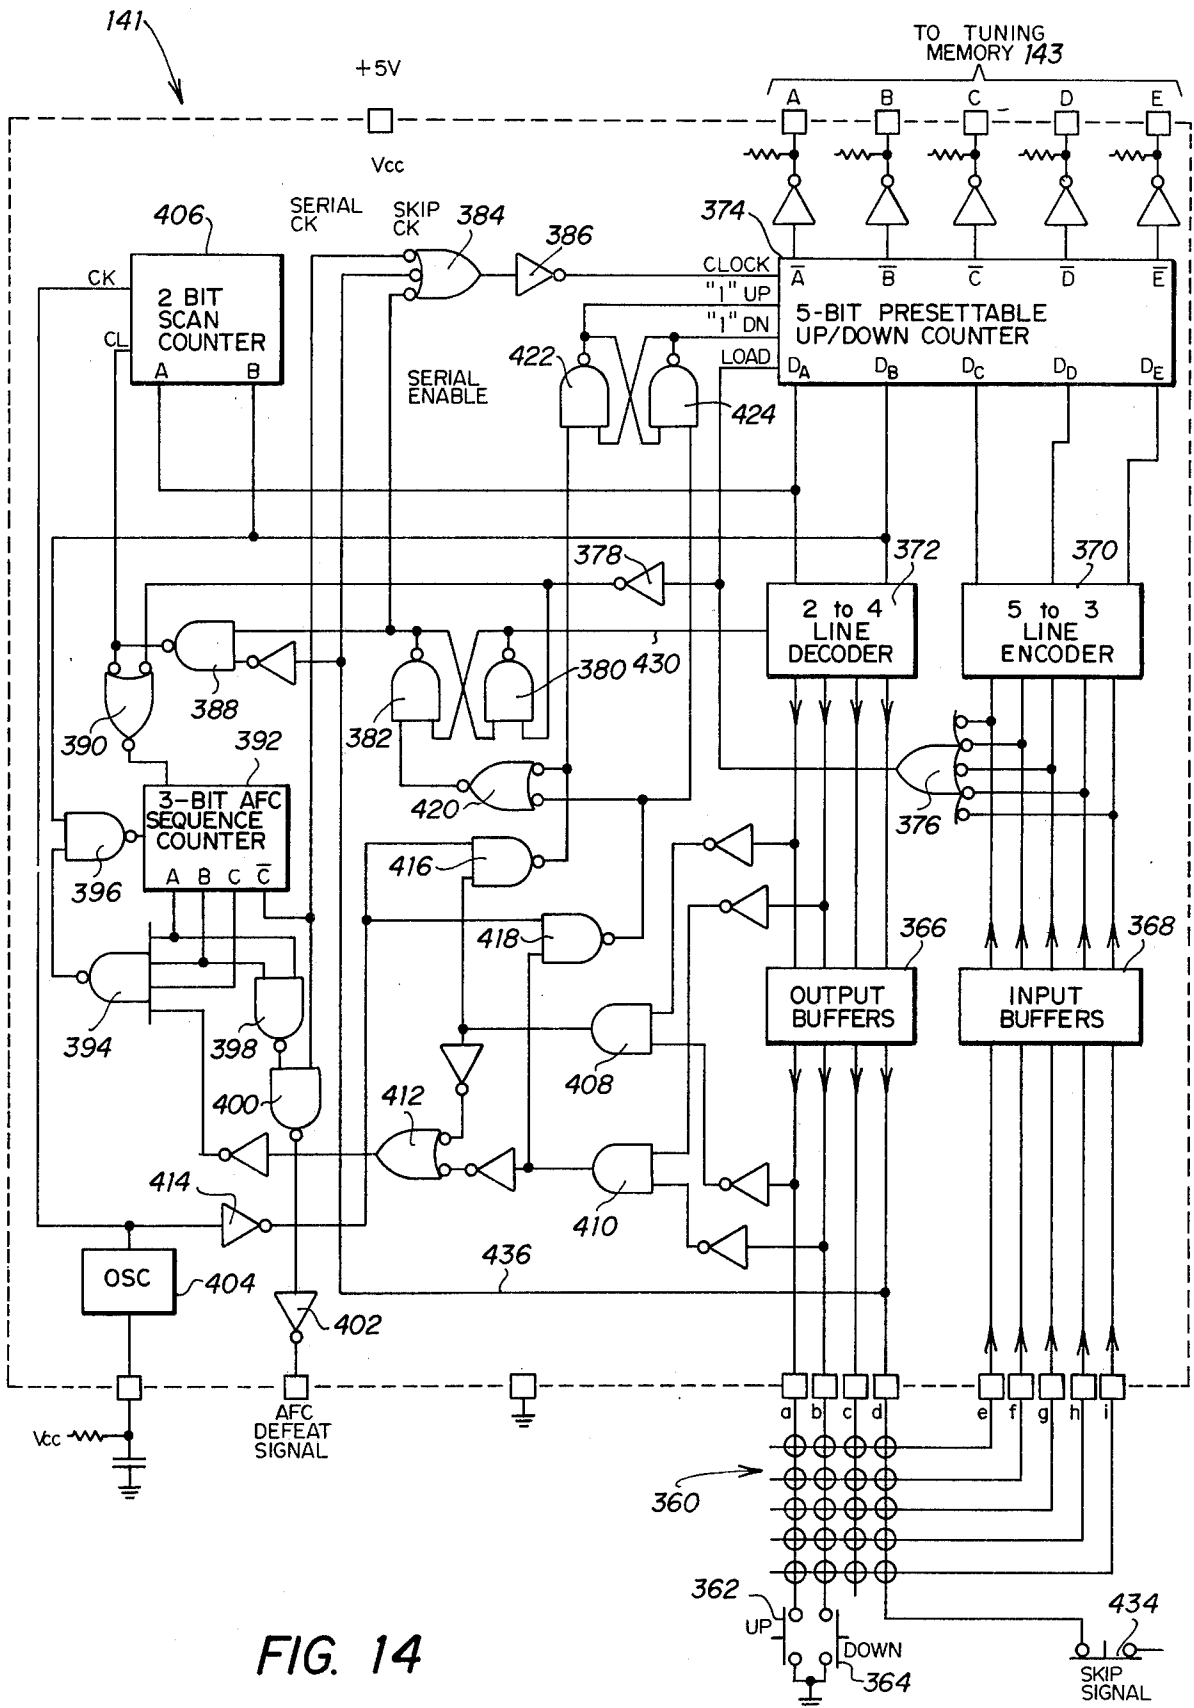 141
TO TUNING
MEMORY 143
+5V
A B C D E
Vcc
406
SERIAL
CK
SKIP
CK
384
386
374
CK
2 BIT
SCAN
COUNTER
CL
A B
CLOCK
"1" UP
"1" DN
LOAD
A̅ B̅ C̅ D̅ E̅
5-BIT PRESETTABLE
UP/DOWN COUNTER
DA DB DC DD DE
422
424
SERIAL
ENABLE
378
372
370
2 to 4
LINE
DECODER
5 to 3
LINE
ENCODER
430
390
388
382
380
392
3-BIT AFC
SEQUENCE
COUNTER
A B C C̅
396
420
376
416
418
366
368
OUTPUT
BUFFERS
INPUT
BUFFERS
394
398
400
408
412
410
414
436
OSC
404
402
AFC
DEFEAT
SIGNAL
Vcc
a b c d e f g h i
360
362
UP
DOWN
364
434
SKIP
SIGNAL
FIG. 14